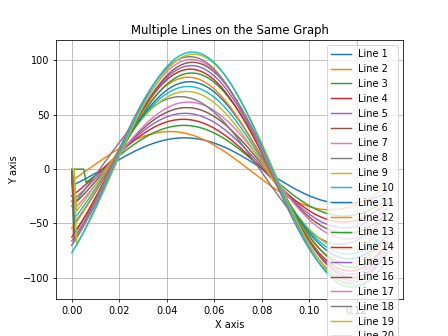 Multiple Lines on the Same Graph
Y axis
100
50
0
−50
−100
0.00
0.02
0.04
0.06
0.08
0.10
X axis
Line 1
Line 2
Line 3
Line 4
Line 5
Line 6
Line 7
Line 8
Line 9
Line 10
Line 11
Line 12
Line 13
Line 14
Line 15
Line 16
Line 17
Line 18
Line 19
Line 20